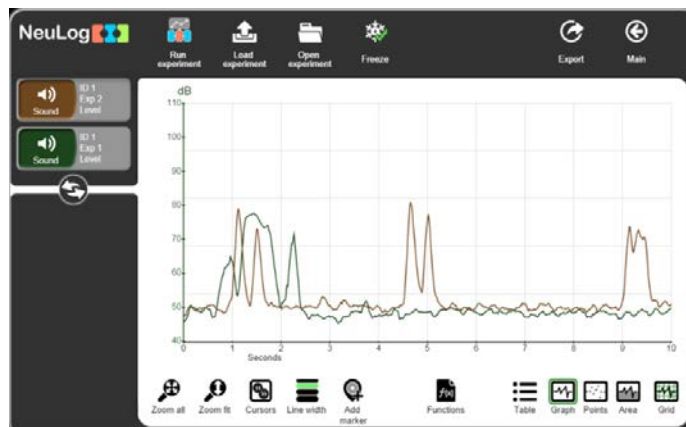 NeuLog
Run
experiment
Load
experiment
Open
experiment
Freeze
Export
Main
Sound
ID 1
Exp 2
Level
Sound
ID 1
Exp 1
Level
dB
110
100
90
80
70
60
50
40
0 1 2 3 4 5 6 7 8 9 10
Seconds
Zoom all
Zoom fit
Cursors
Line width
Add
marker
f(x)
Functions
Table
Graph
Points
Area
Grid